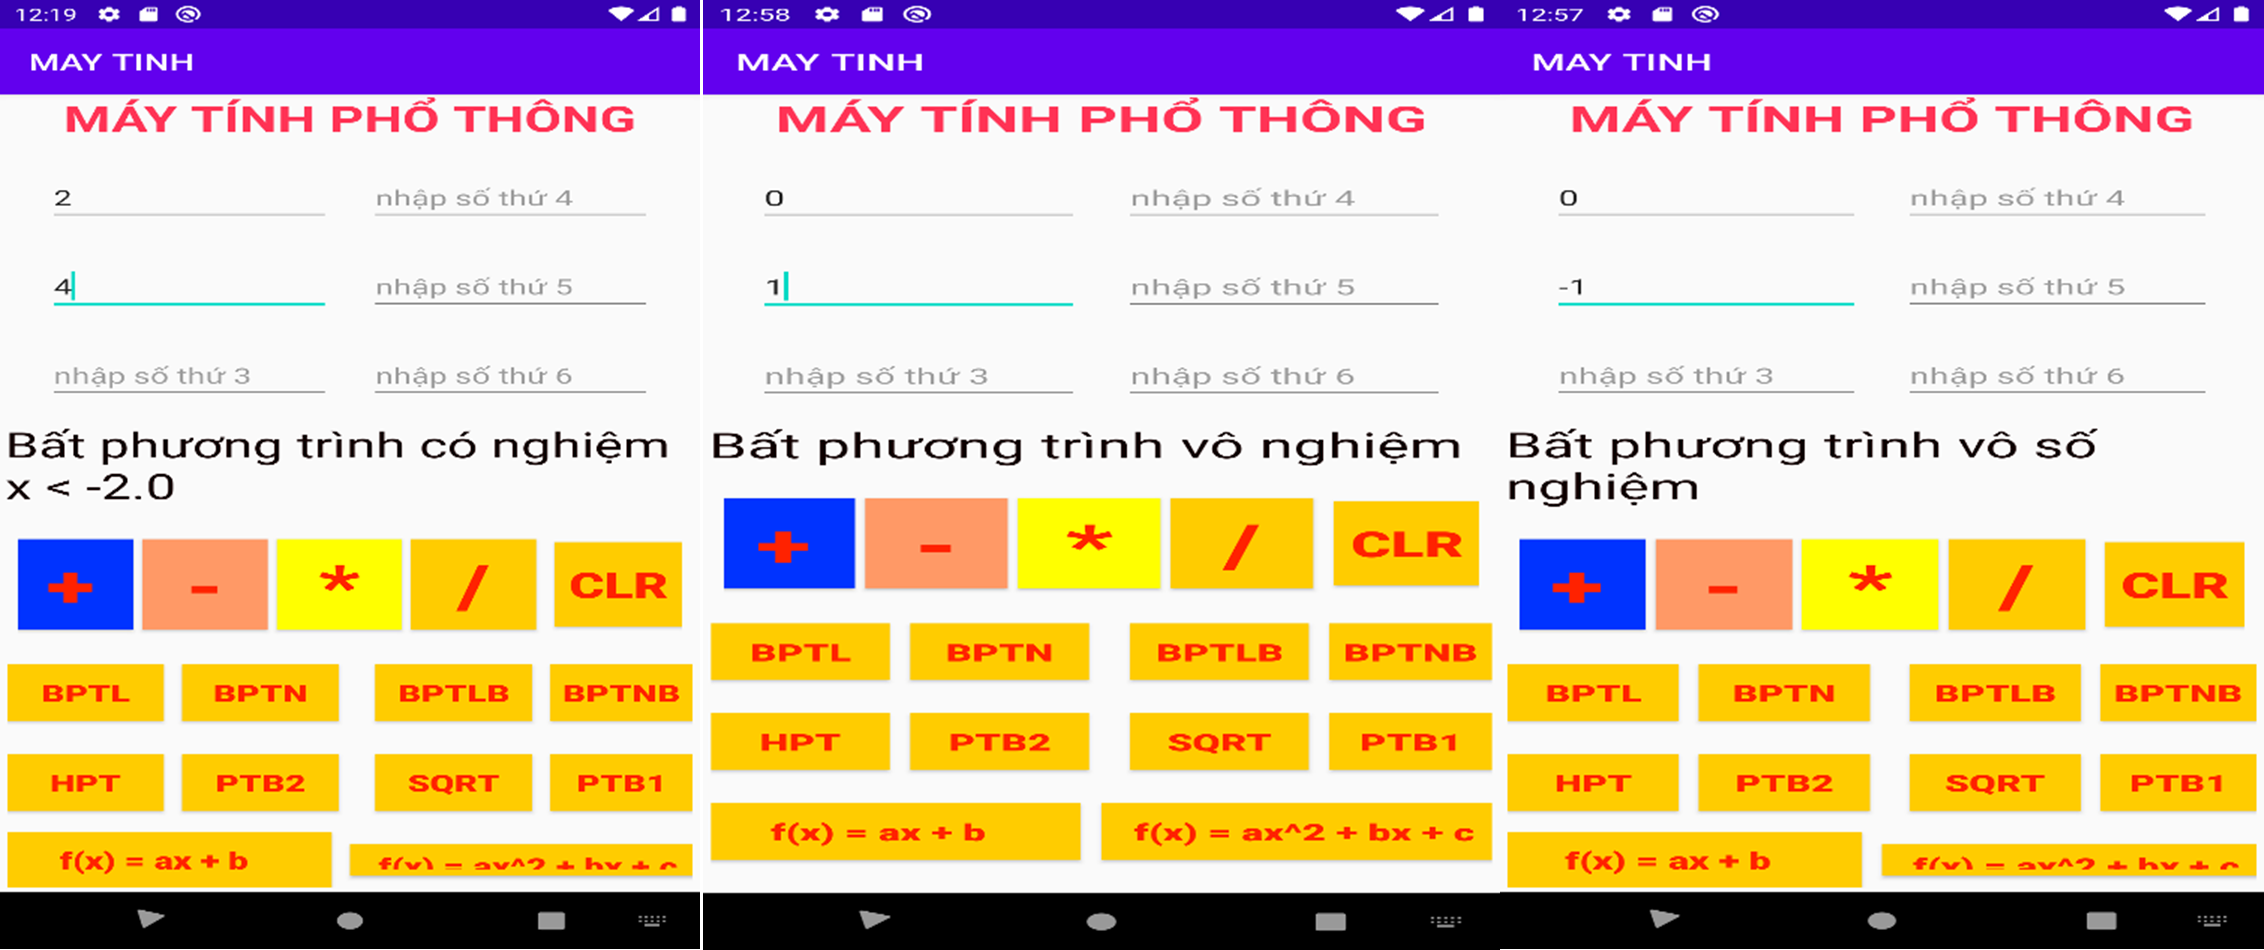 12:19
MAY TINH
MÁY TÍNH PHỔ THÔNG
2
nhập số thứ 4
4
nhập số thứ 5
nhập số thứ 3
nhập số thứ 6
Bất phương trình có nghiệm
x < -2.0
+
-
*
/
CLR
BPTL
BPTN
BPTLB
BPTNB
HPT
PTB2
SQRT
PTB1
f(x) = ax + b
f(x) = ax^2 + bx + c
12:58
MAY TINH
MÁY TÍNH PHỔ THÔNG
0
nhập số thứ 4
1
nhập số thứ 5
nhập số thứ 3
nhập số thứ 6
Bất phương trình vô nghiệm
+
-
*
/
CLR
BPTL
BPTN
BPTLB
BPTNB
HPT
PTB2
SQRT
PTB1
f(x) = ax + b
f(x) = ax^2 + bx + c
12:57
MAY TINH
MÁY TÍNH PHỔ THÔNG
0
nhập số thứ 4
-1
nhập số thứ 5
nhập số thứ 3
nhập số thứ 6
Bất phương trình vô số
nghiệm
+
-
*
/
CLR
BPTL
BPTN
BPTLB
BPTNB
HPT
PTB2
SQRT
PTB1
f(x) = ax + b
f(x) = ax^2 + bx + c